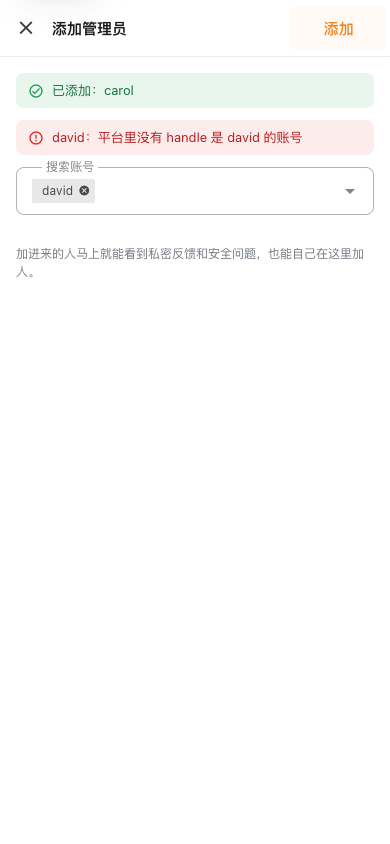 添加管理员
添加
已添加：carol
david：平台里没有 handle 是 david 的账号
搜索账号
david
加进来的人马上就能看到私密反馈和安全问题，也能自己在这里加
人。